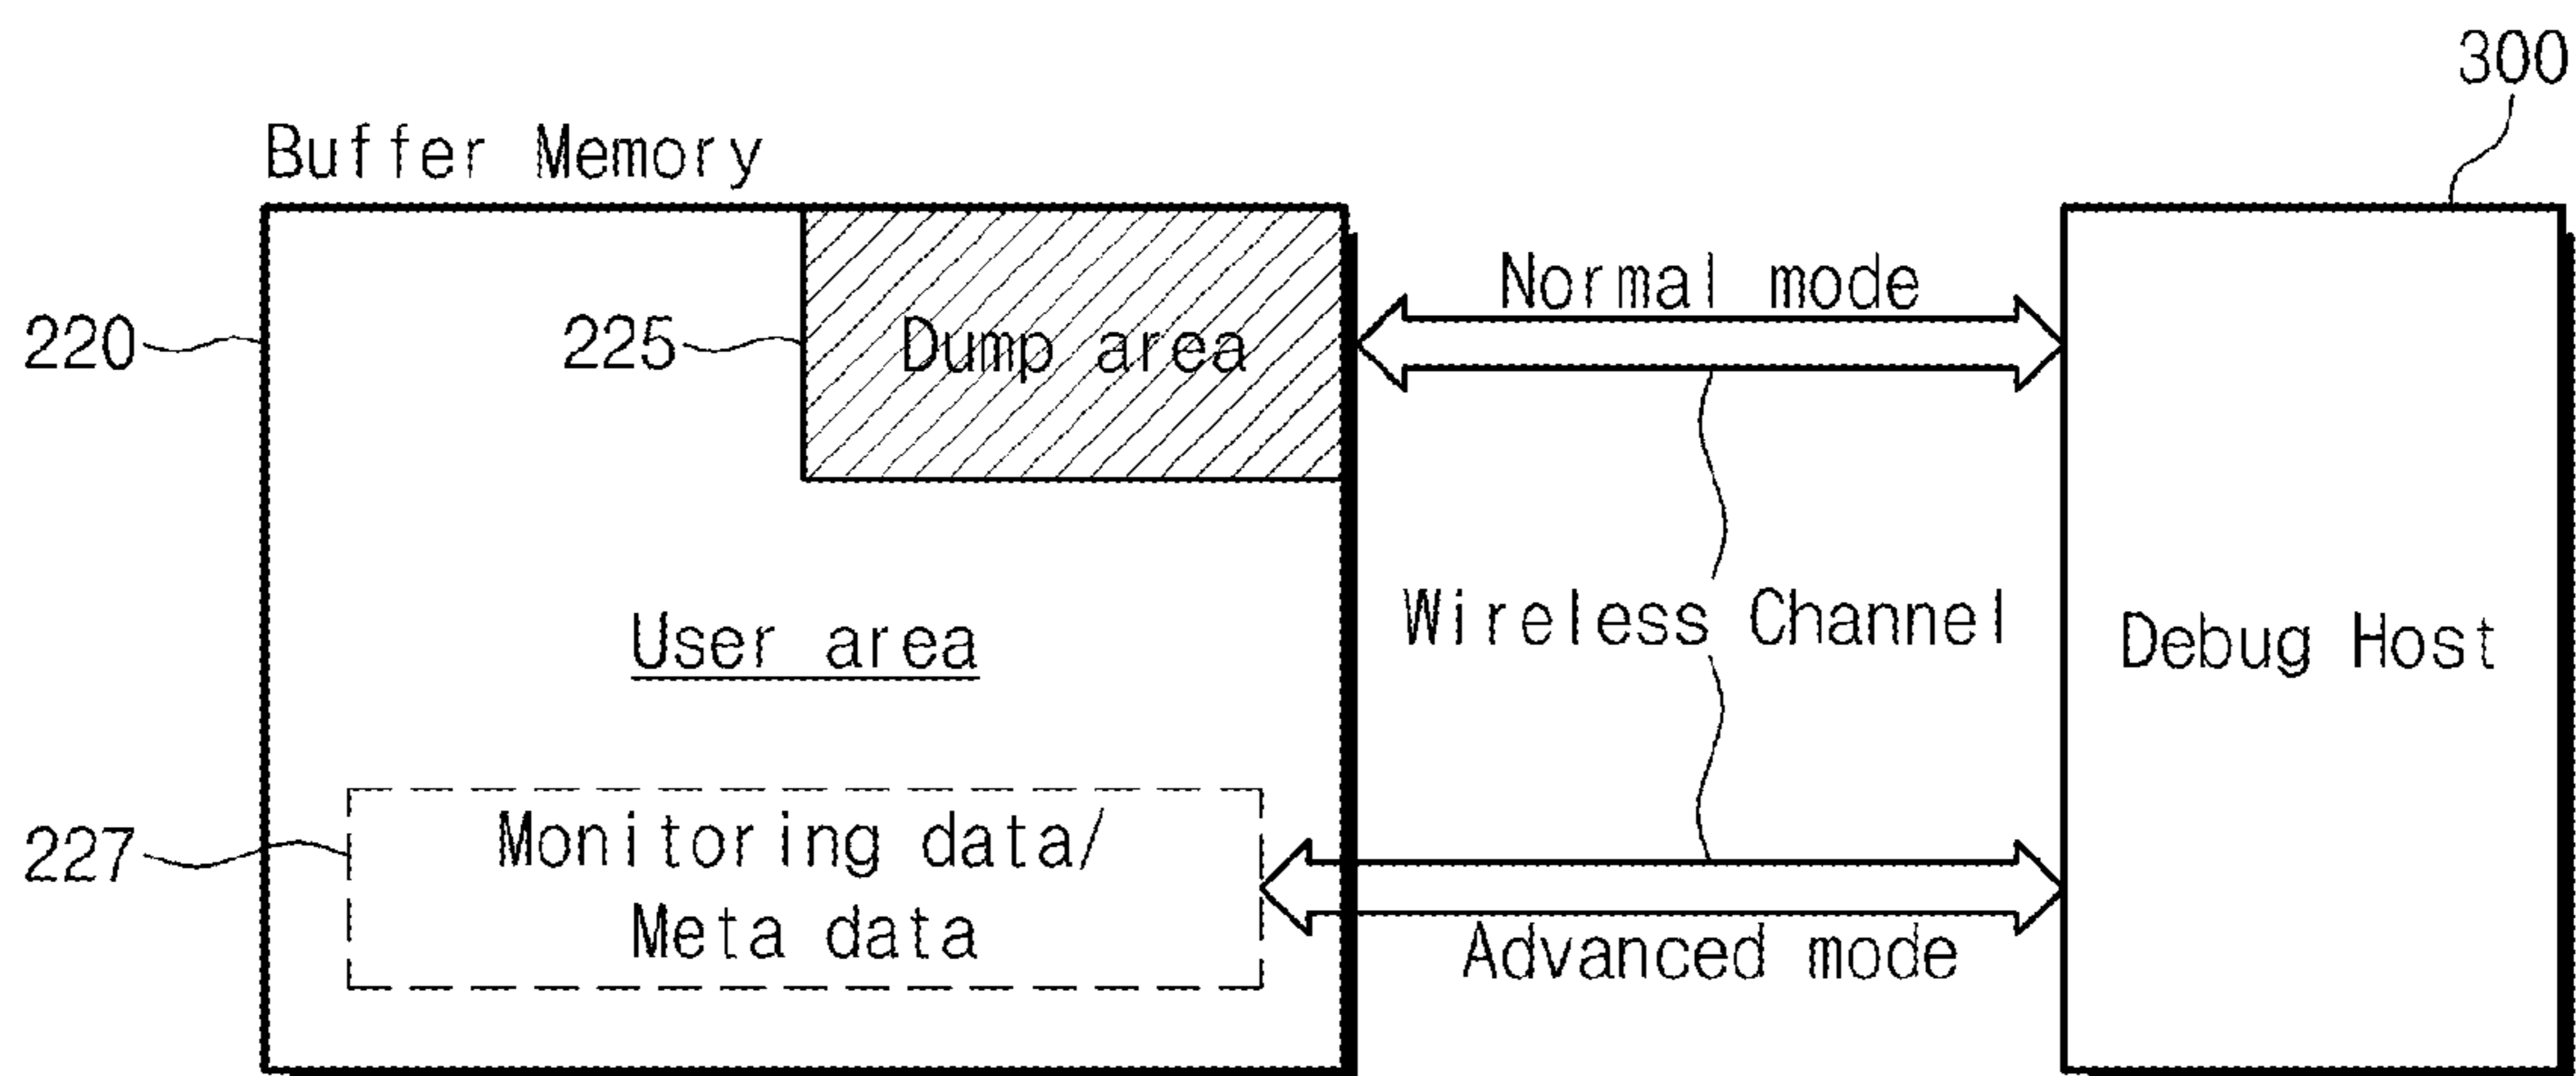 300
Buffer Memory
Normal mode
220
225
Dump area
Wireless Channel
User area
Debug Host
227
Monitoring data/
Meta data
Advanced mode